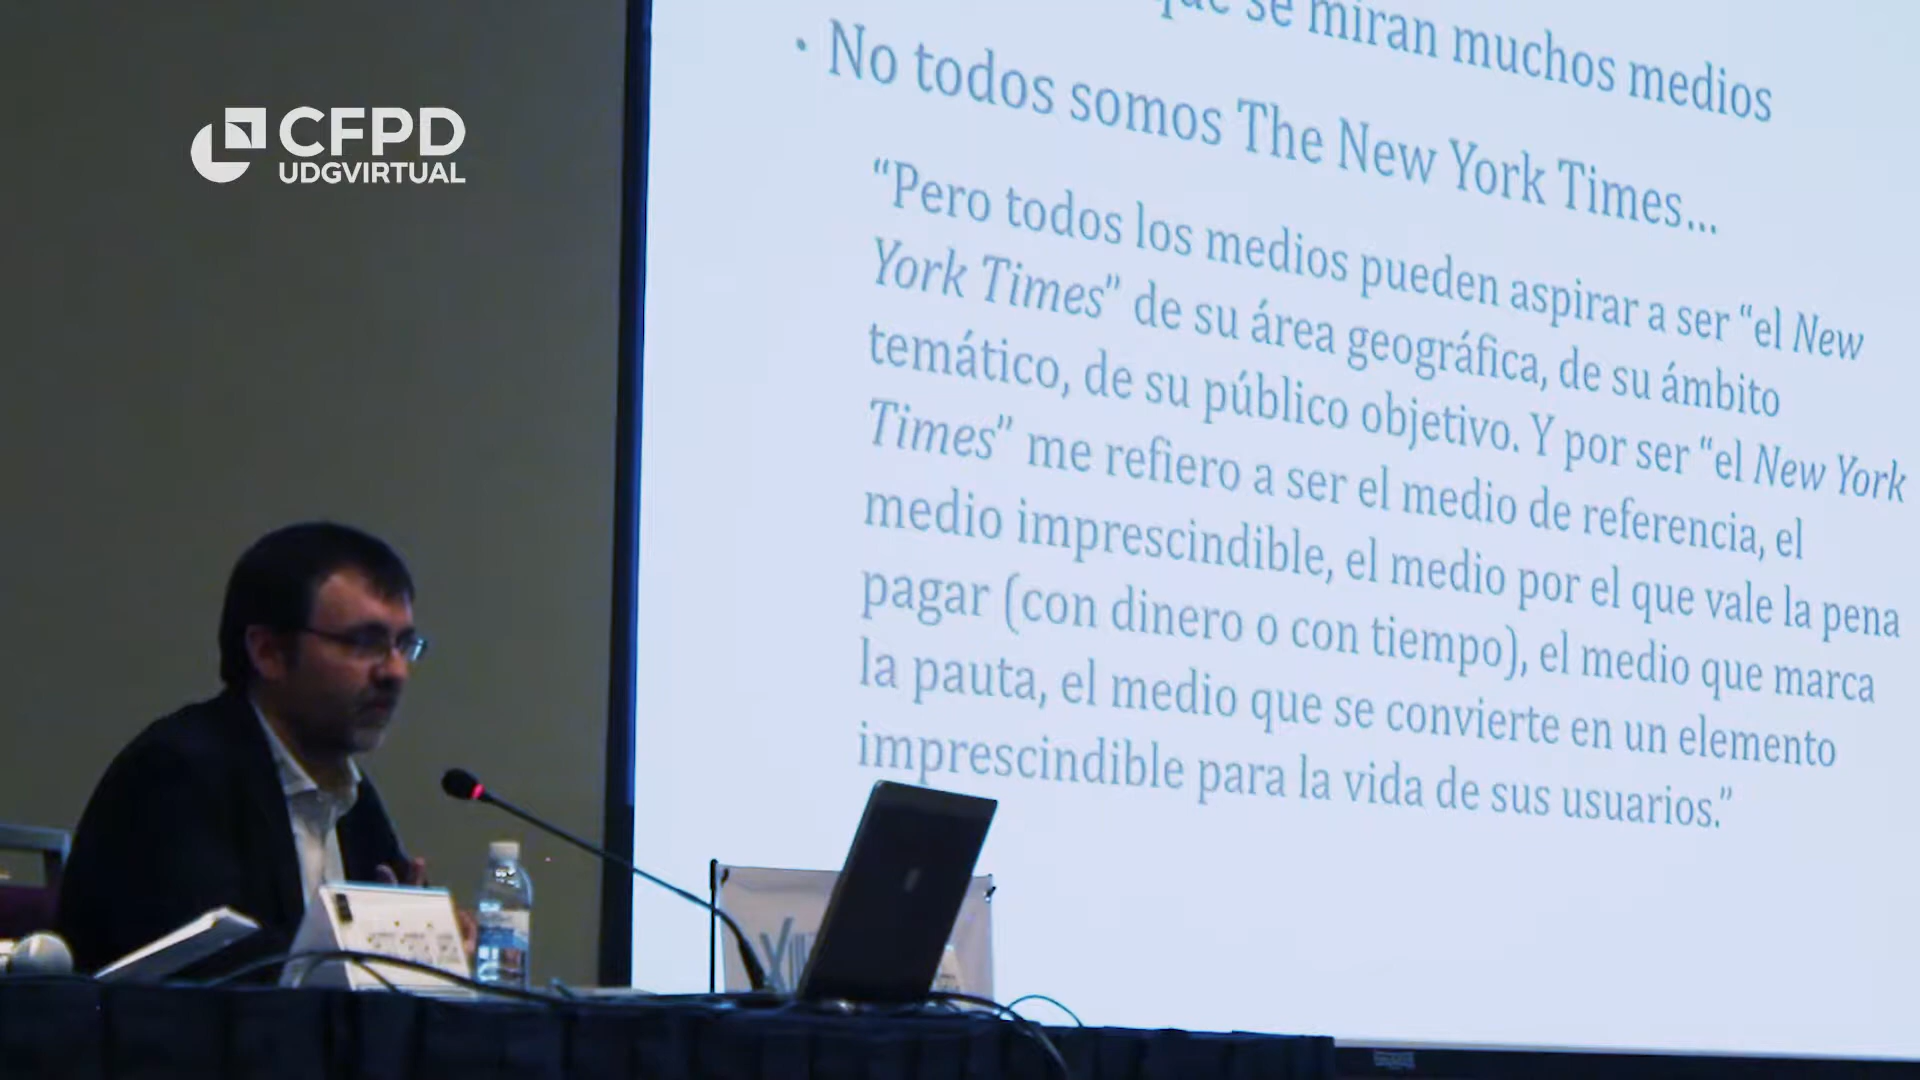 CFPD
UDGVIRTUAL
que se miran muchos medios
• No todos somos The New York Times...
“Pero todos los medios pueden aspirar a ser “el New
York Times” de su área geográfica, de su ámbito
temático, de su público objetivo. Y por ser “el New York
Times” me refiero a ser el medio de referencia, el
medio imprescindible, el medio por el que vale la pena
pagar (con dinero o con tiempo), el medio que marca
la pauta, el medio que se convierte en un elemento
imprescindible para la vida de sus usuarios.”